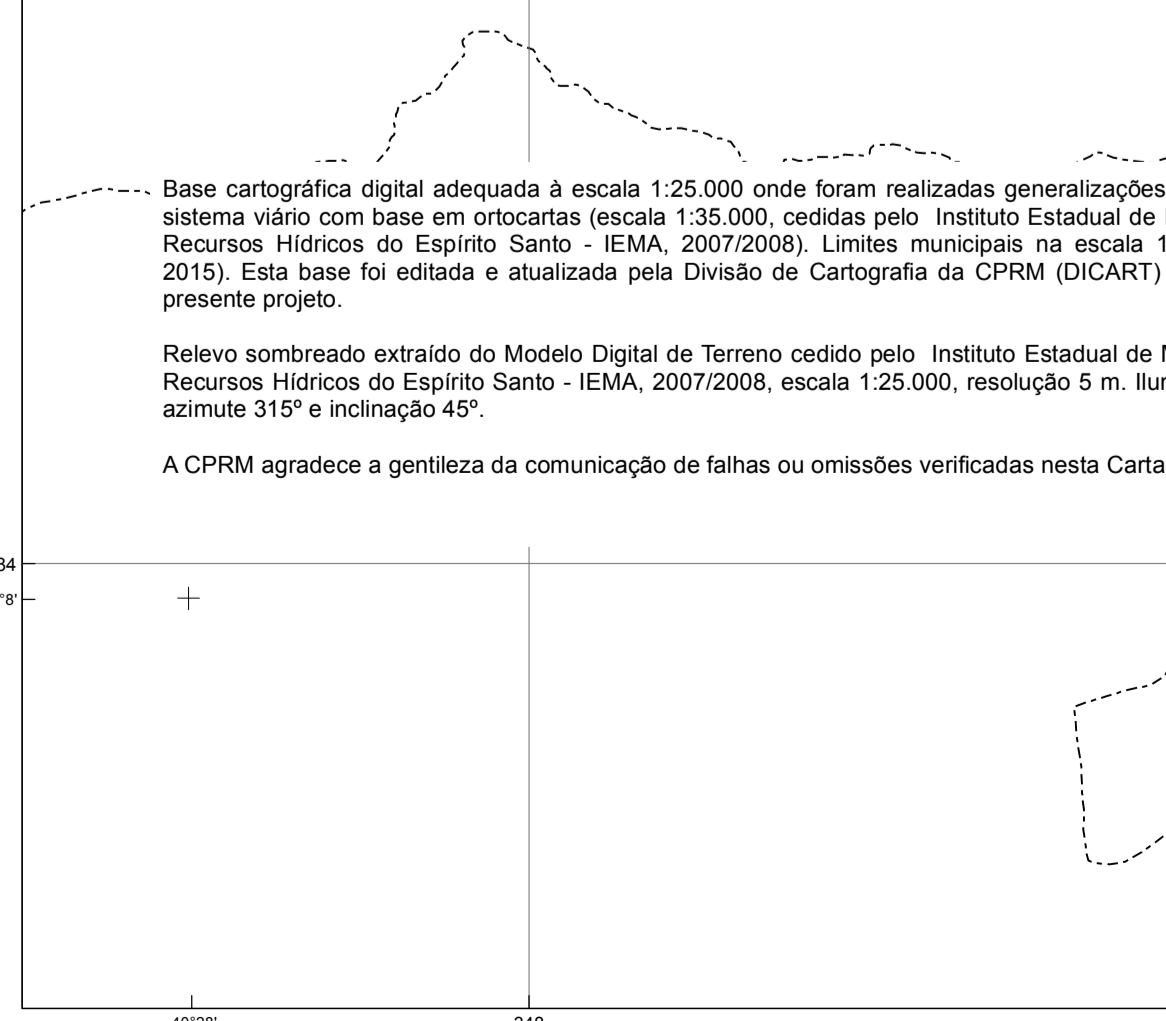 Base cartográfica digital adequada à escala 1:25.000 onde foram realizadas generalizações
sistema viário com base em ortocartas (escala 1:35.000, cedidas pelo Instituto Estadual de
Recursos Hídricos do Espírito Santo - IEMA, 2007/2008). Limites municipais na escala 1
2015). Esta base foi editada e atualizada pela Divisão de Cartografia da CPRM (DICART)
presente projeto.
Relevo sombreado extraído do Modelo Digital de Terreno cedido pelo Instituto Estadual de
Recursos Hídricos do Espírito Santo - IEMA, 2007/2008, escala 1:25.000, resolução 5 m.
azimute 315º e inclinação 45º.
A CPRM agradece a gentileza da comunicação de falhas ou omissões verificadas nesta Carta
34
°8'